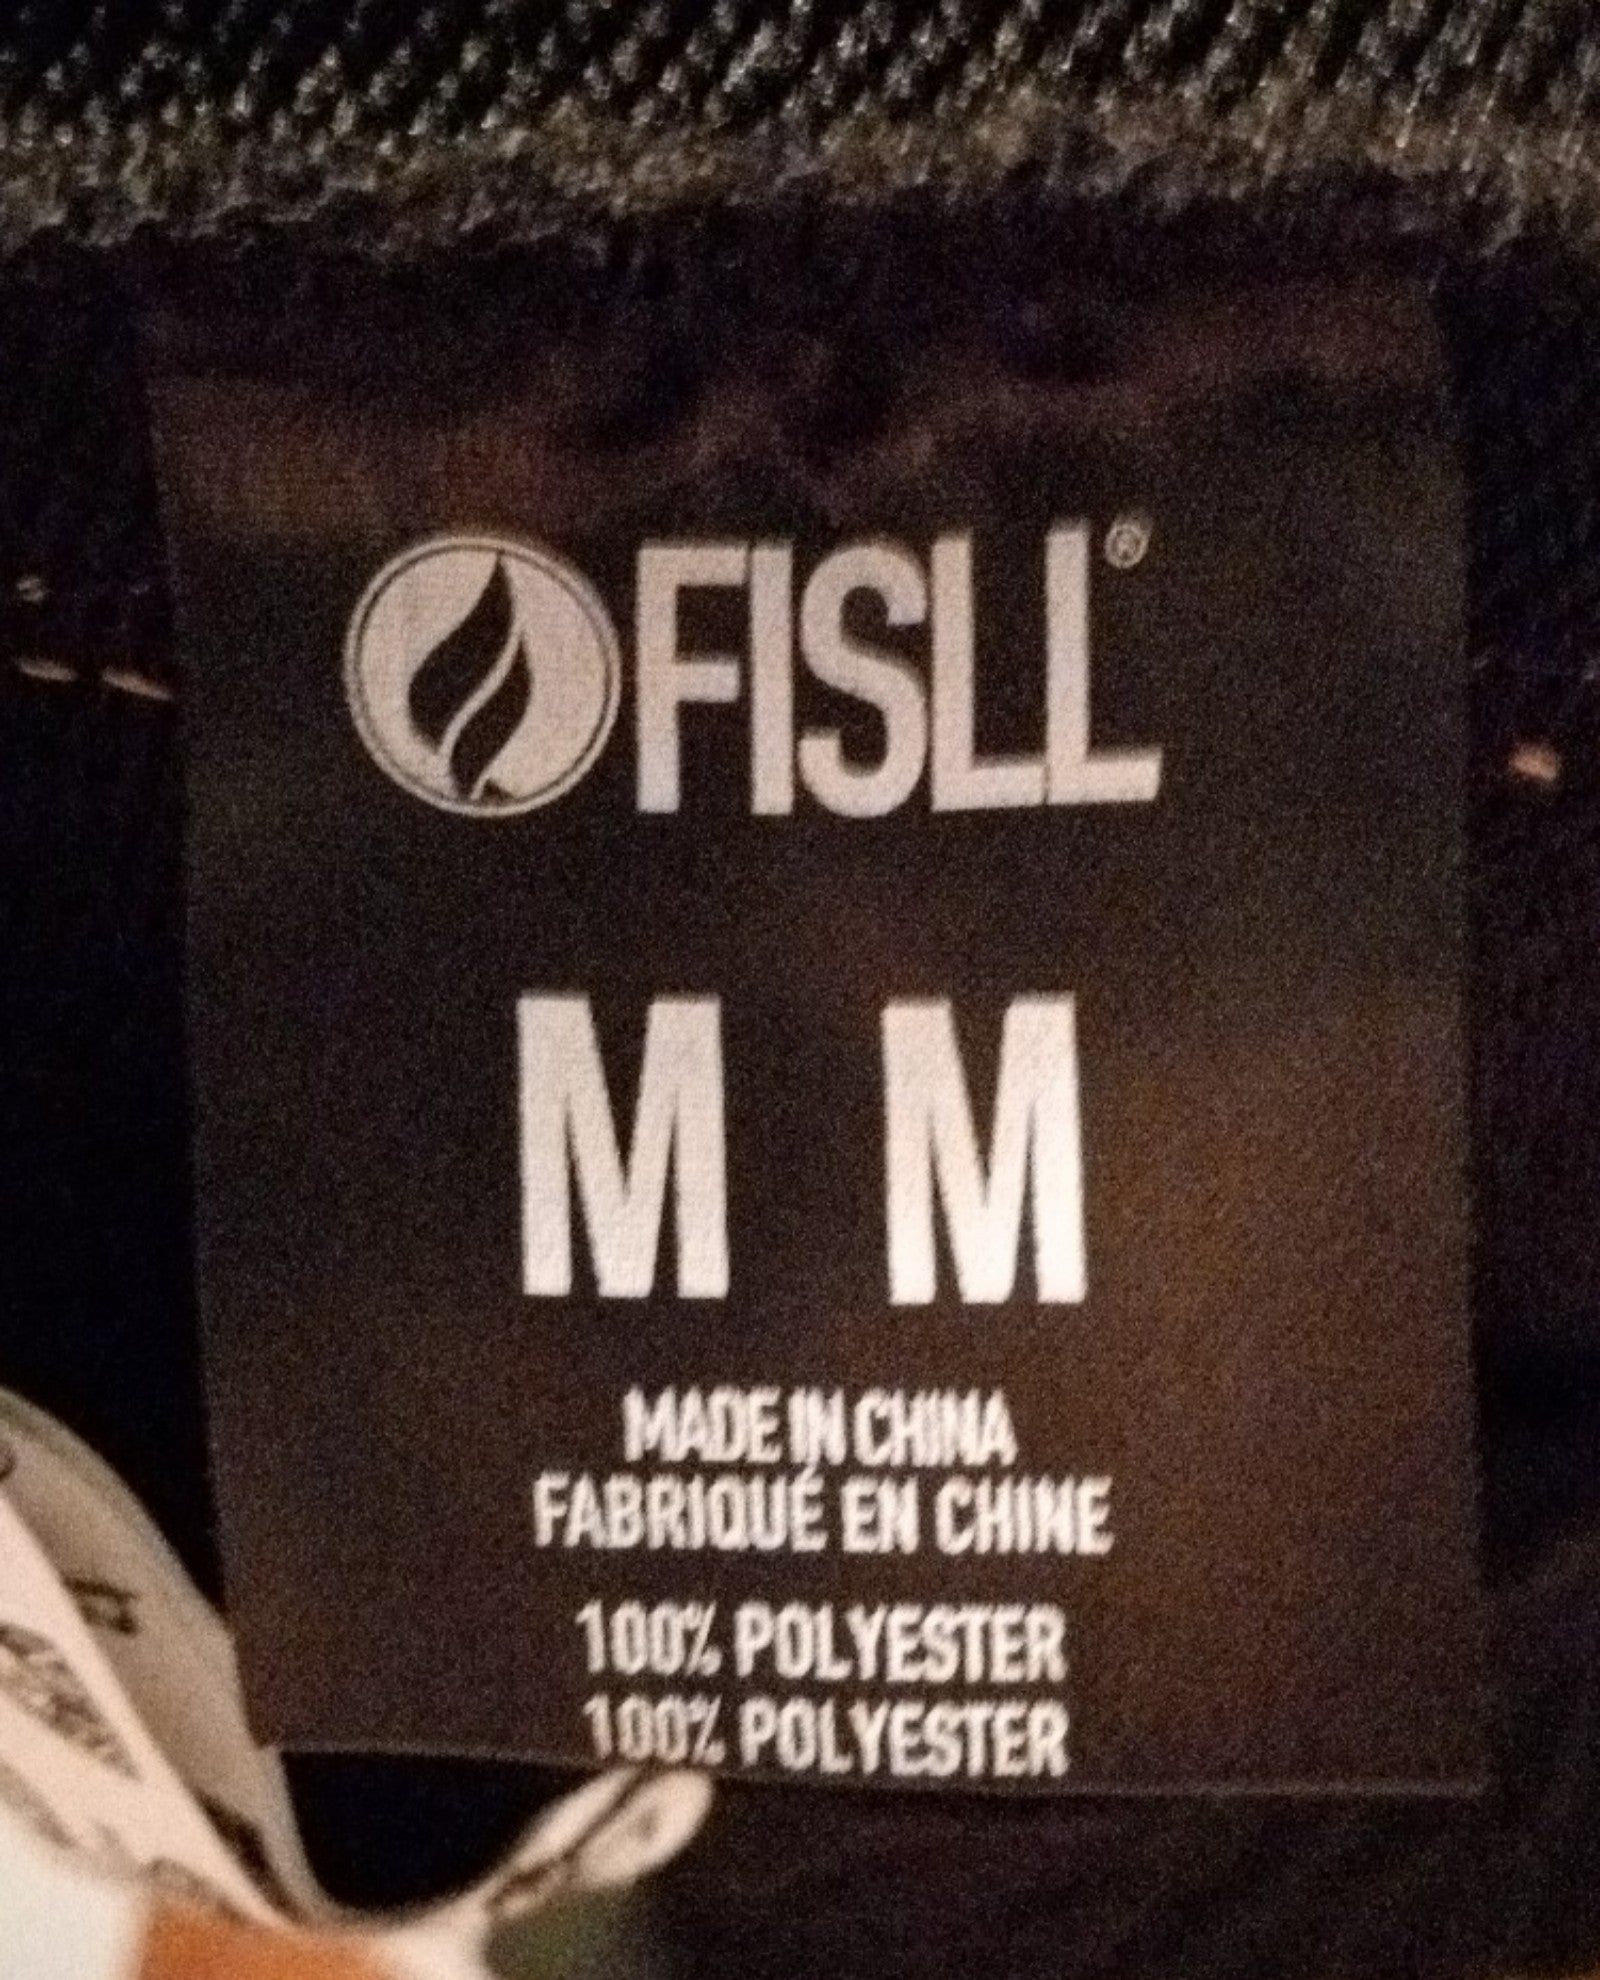 FISLL®
M M
MADE IN CHINA
FABRIQUÉ EN CHINE
100% POLYESTER
100% POLYESTER